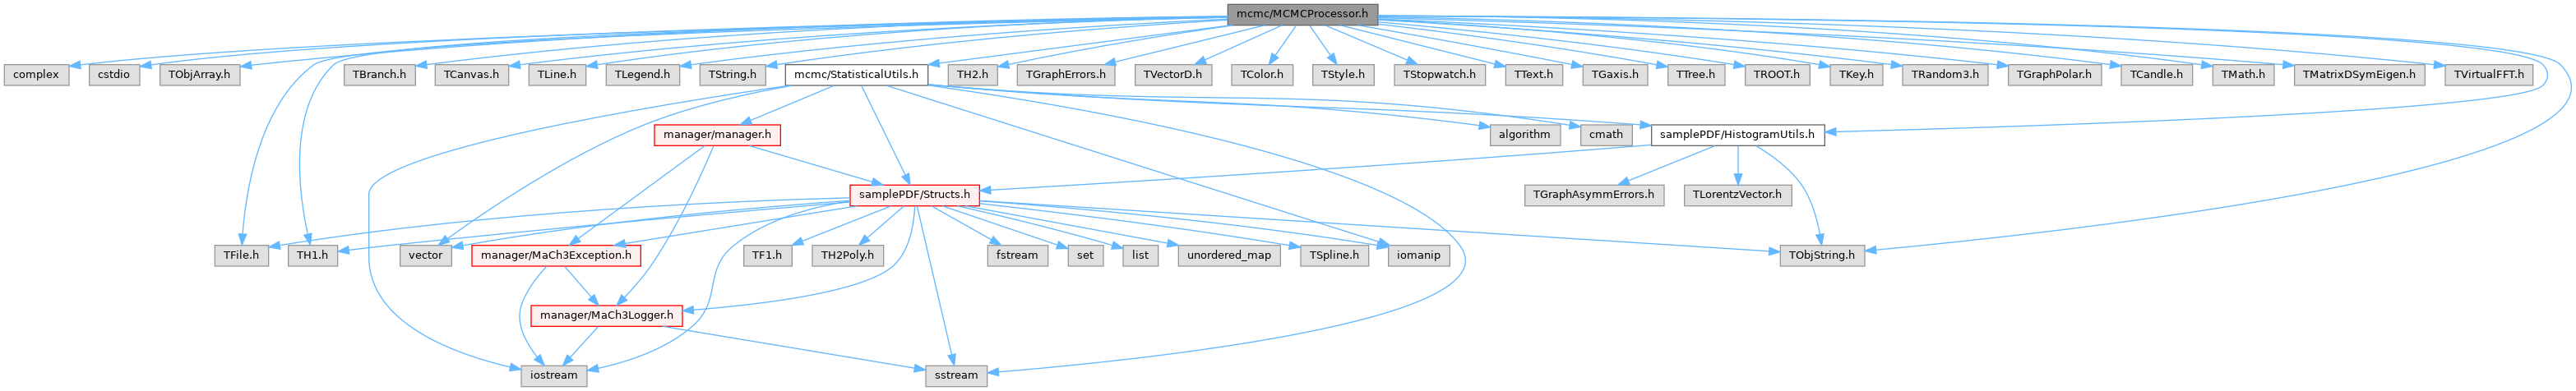 mcmc/MCMCProcessor.h
complex
cstdio
TObjArray.h
TBranch.h
TCanvas.h
TLine.h
TLegend.h
TString.h
mcmc/StatisticalUtils.h
TH2.h
TGraphErrors.h
TVectorD.h
TColor.h
TStyle.h
TStopwatch.h
TText.h
TGaxis.h
TTree.h
TROOT.h
TKey.h
TRandom3.h
TGraphPolar.h
TCandle.h
TMath.h
TMatrixDSymEigen.h
TVirtualFFT.h
manager/manager.h
algorithm
cmath
samplePDF/HistogramUtils.h
samplePDF/Structs.h
TGraphAsymmErrors.h
TLorentzVector.h
TFile.h
TH1.h
vector
manager/MaCh3Exception.h
TF1.h
TH2Poly.h
fstream
set
list
unordered_map
TSpline.h
iomanip
TObjString.h
manager/MaCh3Logger.h
iostream
sstream